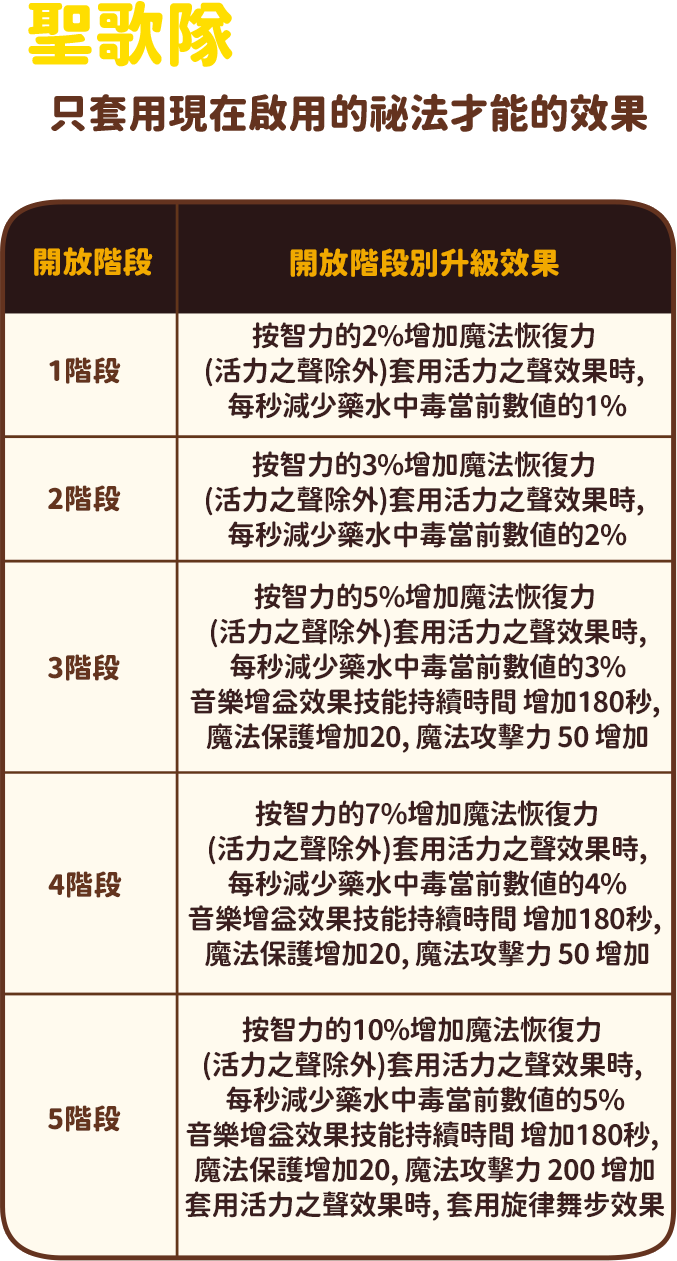 聖歌隊
只套用現在啟用的祕法才能的效果
開放階段
開放階段別升級效果
1階段
按智力的2%增加魔法恢復力
(活力之聲除外)套用活力之聲效果時,
每秒減少藥水中毒當前數值的1%
2階段
按智力的3%增加魔法恢復力
(活力之聲除外)套用活力之聲效果時,
每秒減少藥水中毒當前數值的2%
3階段
按智力的5%增加魔法恢復力
(活力之聲除外)套用活力之聲效果時,
每秒減少藥水中毒當前數值的3%
音樂增益效果技能持續時間 增加180秒,
魔法保護增加20, 魔法攻擊力 50 增加
4階段
按智力的7%增加魔法恢復力
(活力之聲除外)套用活力之聲效果時,
每秒減少藥水中毒當前數值的4%
音樂增益效果技能持續時間 增加180秒,
魔法保護增加20, 魔法攻擊力 50 增加
5階段
按智力的10%增加魔法恢復力
(活力之聲除外)套用活力之聲效果時,
每秒減少藥水中毒當前數值的5%
音樂增益效果技能持續時間 增加180秒,
魔法保護增加20, 魔法攻擊力 200 增加
套用活力之聲效果時, 套用旋律舞步效果